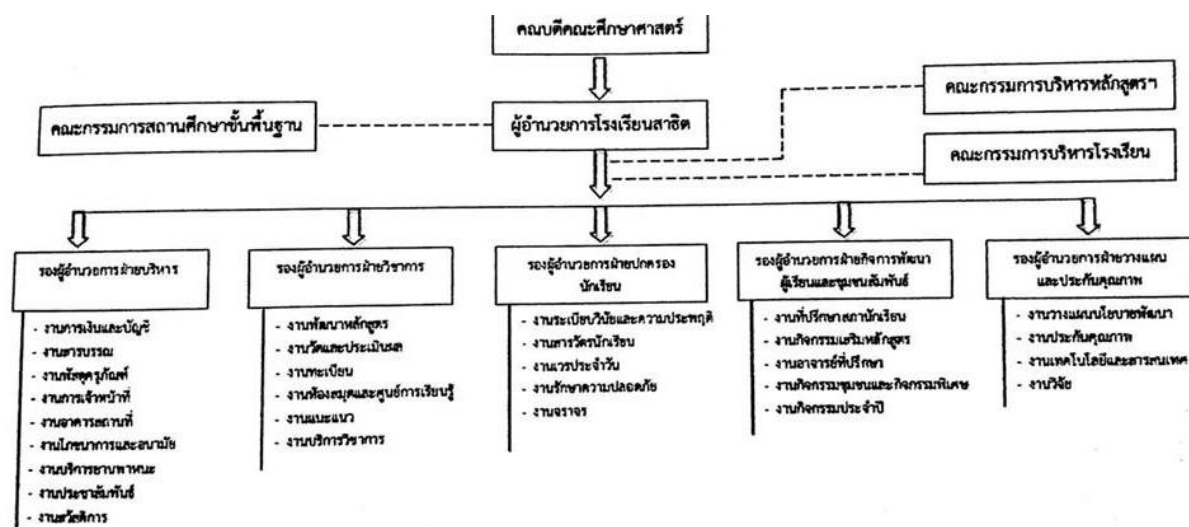 คณบดีคณะศึกษาศาสตร์
คณะกรรมการบริหารหลักสูตรฯ
คณะกรรมการสถานศึกษาขั้นพื้นฐาน
ผู้อำนวยการโรงเรียนสาธิต
คณะกรรมการบริหารโรงเรียน
รองผู้อำนวยการฝ่ายบริหาร
- งานการเงินและบัญชี
- งานสารบรรณ
- งานพัสดุครุภัณฑ์
- งานการเจ้าหน้าที่
- งานอาคารสถานที่
- งานโภชนาการและอนามัย
- งานบริการยานพาหนะ
- งานประชาสัมพันธ์
- งานสวัสดิการ
รองผู้อำนวยการฝ่ายวิชาการ
- งานพัฒนาหลักสูตร
- งานวัดและประเมินผล
- งานทะเบียน
- งานห้องสมุดและศูนย์การเรียนรู้
- งานแนะแนว
- งานบริการวิชาการ
รองผู้อำนวยการฝ่ายปกครอง
นักเรียน
- งานระเบียบวินัยและความประพฤติ
- งานสารวัตรนักเรียน
- งานเวรประจำวัน
- งานรักษาความปลอดภัย
- งานจราจร
รองผู้อำนวยการฝ่ายกิจการพัฒนา
ผู้เรียนและชุมชนสัมพันธ์
- งานที่ปรึกษาสภานักเรียน
- งานกิจกรรมเสริมหลักสูตร
- งานอาจารย์ที่ปรึกษา
- งานกิจกรรมชุมชนและกิจกรรมพิเศษ
- งานกิจกรรมประจำปี
รองผู้อำนวยการฝ่ายวางแผน
และประกันคุณภาพ
- งานวางแผนนโยบายพัฒนา
- งานประกันคุณภาพ
- งานเทคโนโลยีและสารสนเทศ
- งานวิจัย